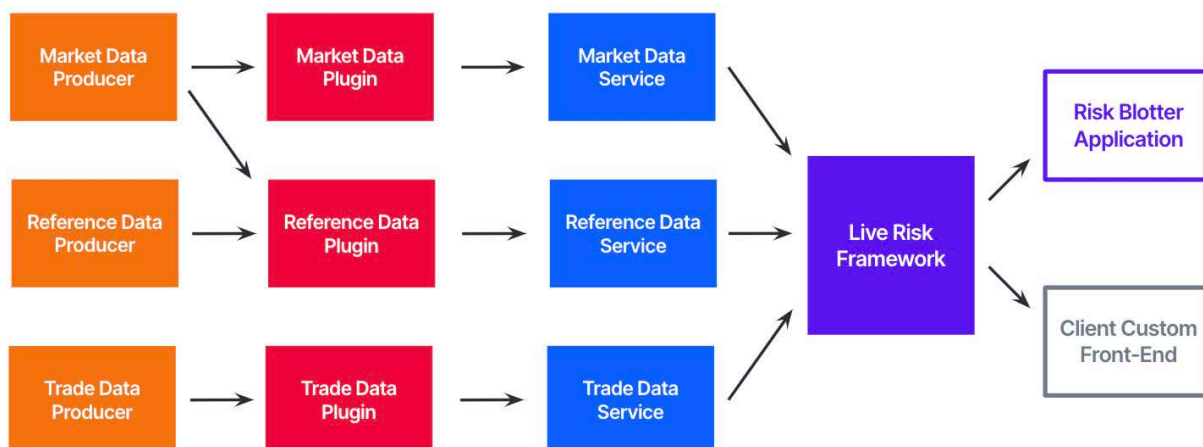 Market Data
Producer
Market Data
Plugin
Market Data
Service
Risk Blotter
Application
Reference Data
Producer
Reference Data
Plugin
Reference Data
Service
Live Risk
Framework
Client Custom
Front-End
Trade Data
Producer
Trade Data
Plugin
Trade Data
Service